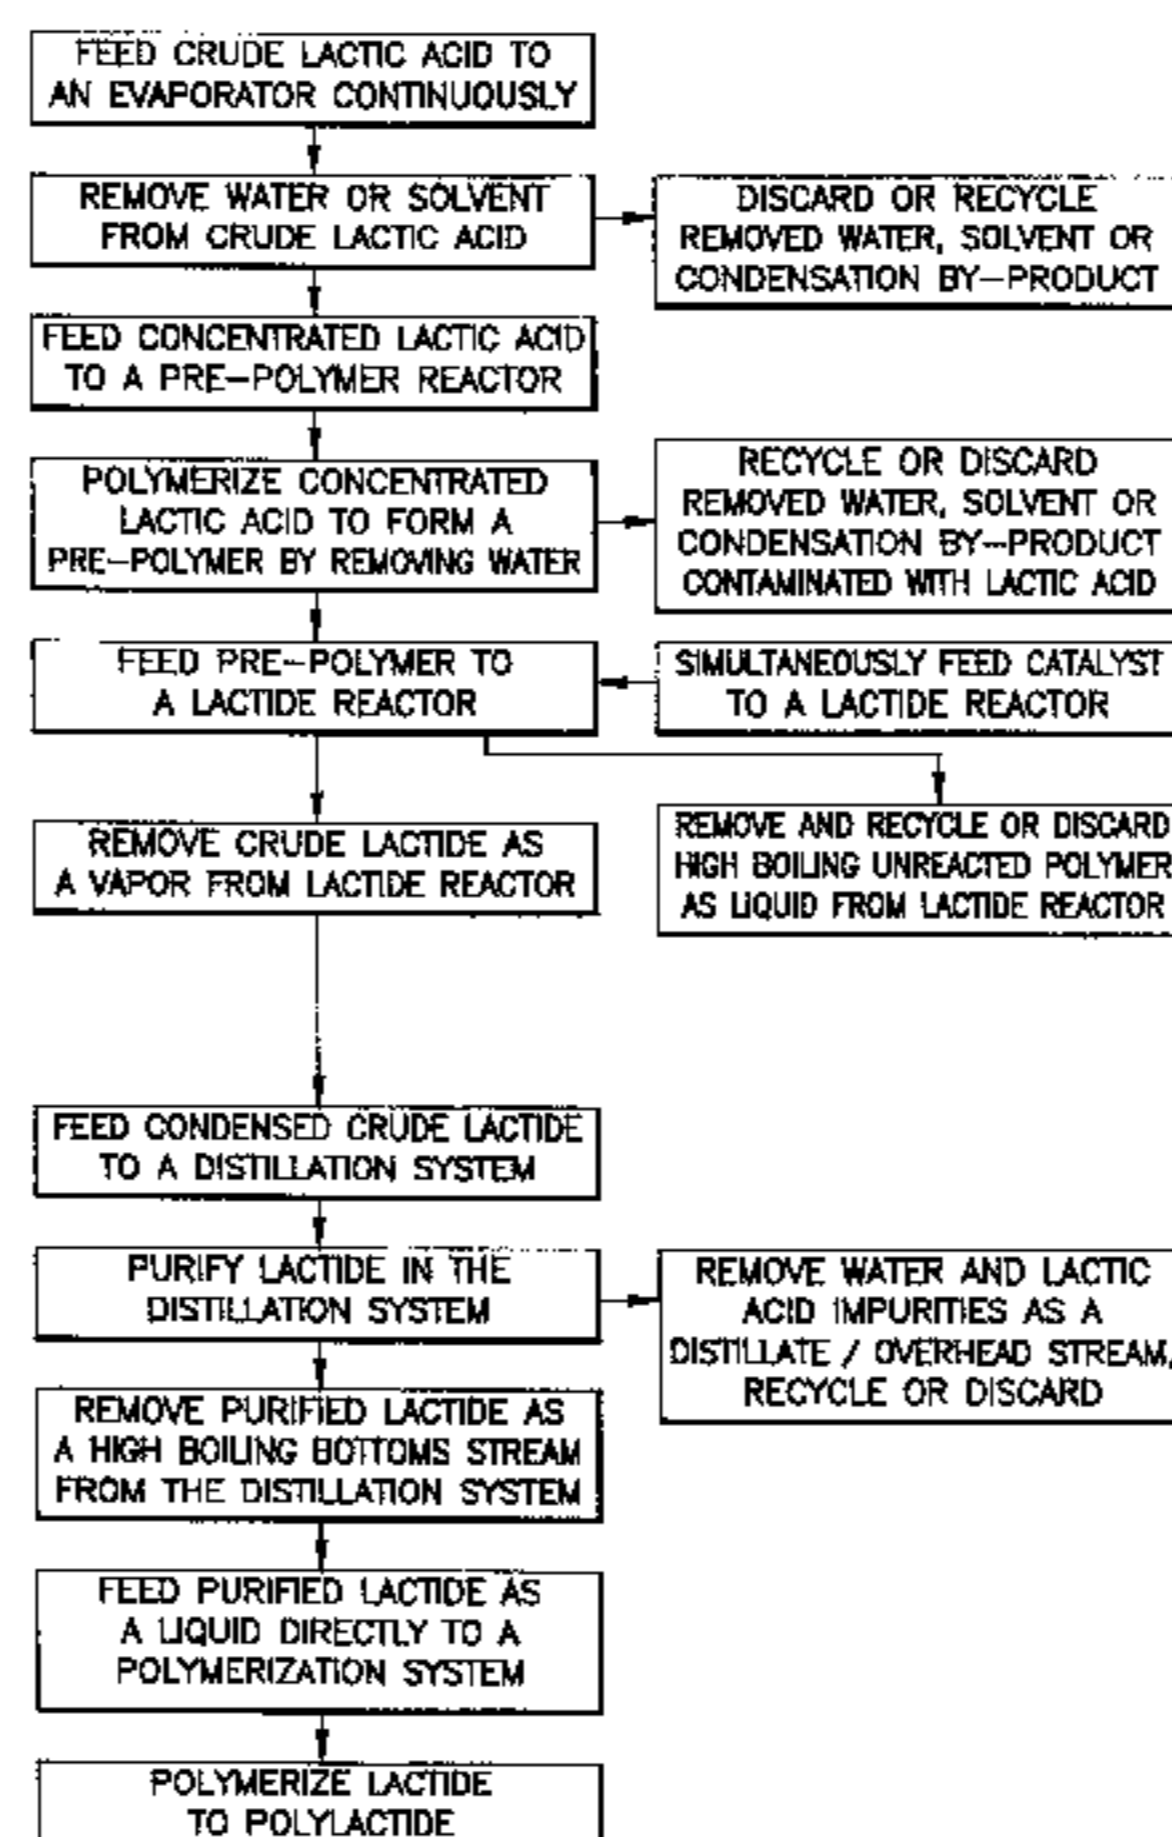 FEED CRUDE LACTIC ACID TO
AN EVAPORATOR CONTINUOUSLY
REMOVE WATER OR SOLVENT
FROM CRUDE LACTIC ACID
DISCARD OR RECYCLE
REMOVED WATER, SOLVENT OR
CONDENSATION BY-PRODUCT
FEED CONCENTRATED LACTIC ACID
TO A PRE-POLYMER REACTOR
POLYMERIZE CONCENTRATED
LACTIC ACID TO FORM A
PRE-POLYMER BY REMOVING WATER
RECYCLE OR DISCARD
REMOVED WATER, SOLVENT OR
CONDENSATION BY-PRODUCT
CONTAMINATED WITH LACTIC ACID
FEED PRE-POLYMER TO
A LACTIDE REACTOR
SIMULTANEOUSLY FEED CATALYST
TO A LACTIDE REACTOR
REMOVE CRUDE LACTIDE AS
A VAPOR FROM LACTIDE REACTOR
REMOVE AND RECYCLE OR DISCARD
HIGH BOILING UNREACTED POLYMER
AS LIQUID FROM LACTIDE REACTOR
FEED CONDENSED CRUDE LACTIDE
TO A DISTILLATION SYSTEM
PURIFY LACTIDE IN THE
DISTILLATION SYSTEM
REMOVE WATER AND LACTIC
ACID IMPURITIES AS A
DISTILLATE / OVERHEAD STREAM,
RECYCLE OR DISCARD
REMOVE PURIFIED LACTIDE AS
A HIGH BOILING BOTTOMS STREAM
FROM THE DISTILLATION SYSTEM
FEED PURIFIED LACTIDE AS
A LIQUID DIRECTLY TO A
POLYMERIZATION SYSTEM
POLYMERIZE LACTIDE
TO POLYLACTIDE